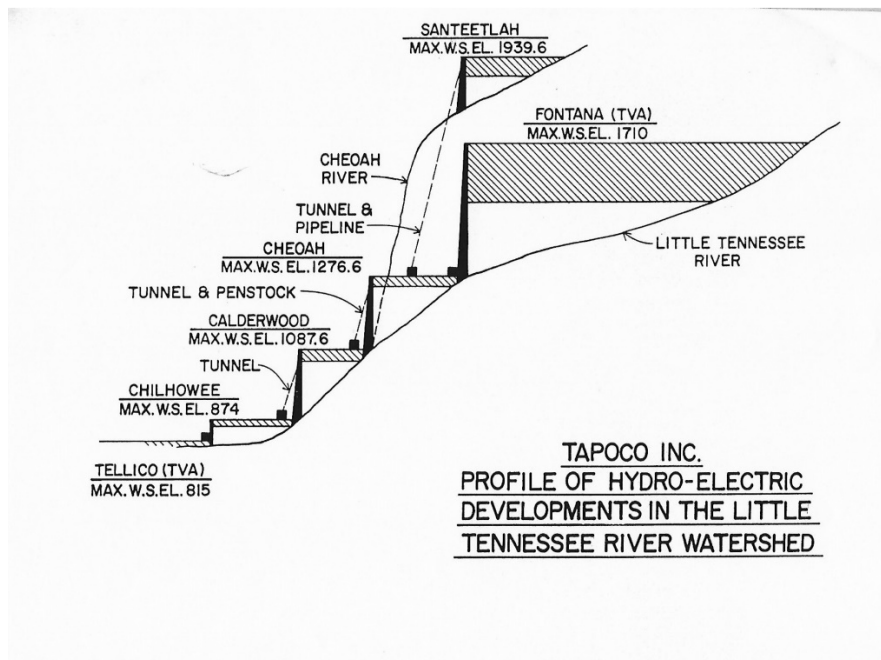 SANTEETLAH
MAX.W.S.EL. 1939.6
FONTANA (TVA)
MAX.W.S.EL. 1710
CHEOAH
RIVER
TUNNEL &
PIPELINE
LITTLE TENNESSEE
RIVER
CHEOAH
MAX.W.S.EL.1276.6
TUNNEL & PENSTOCK
CALDERWOOD
MAX.W.S.EL.1087.6
TUNNEL
CHILHOWEE
MAX.W.S.EL.874
TELLICO (TVA)
MAX.W.S.EL. 815
TAPOCO INC.
PROFILE OF HYDRO-ELECTRIC
DEVELOPMENTS IN THE LITTLE
TENNESSEE RIVER WATERSHED